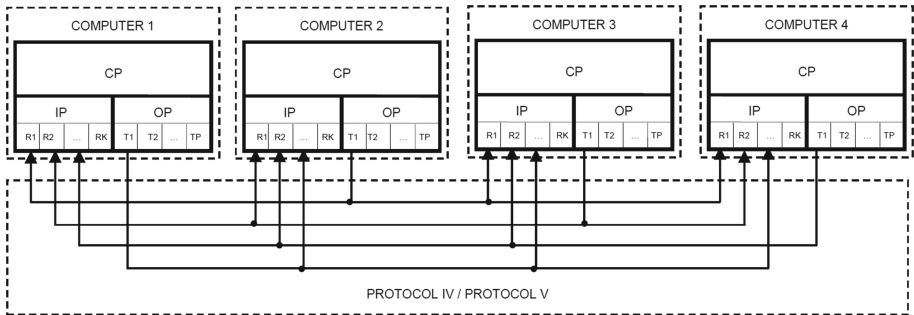 COMPUTER 1 COMPUTER 2 COMPUTER 3 COMPUTER 4
CP CP CP CP
IP OP IP OP IP OP IP OP
R1 R2 ... RK T1 T2 ... TP R1 R2 ... RK T1 T2 ... TP R1 R2 ... RK T1 T2 ... TP R1 R2 ... RK T1 T2 ... TP
PROTOCOL IV / PROTOCOL V